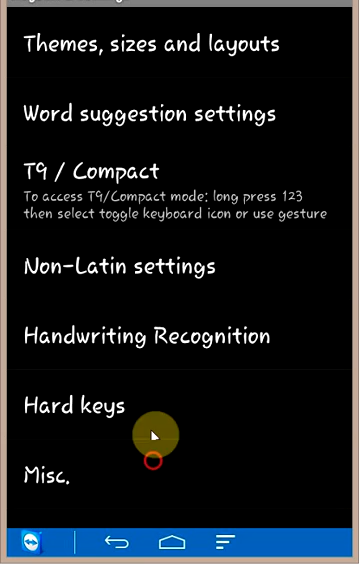 Themes, sizes and layouts
Word suggestion settings
T9 / Compact
To access T9/Compact mode: long press 123
then select toggle keyboard icon or use gesture
Non-Latin settings
Handwriting Recognition
Hard keys
Misc.